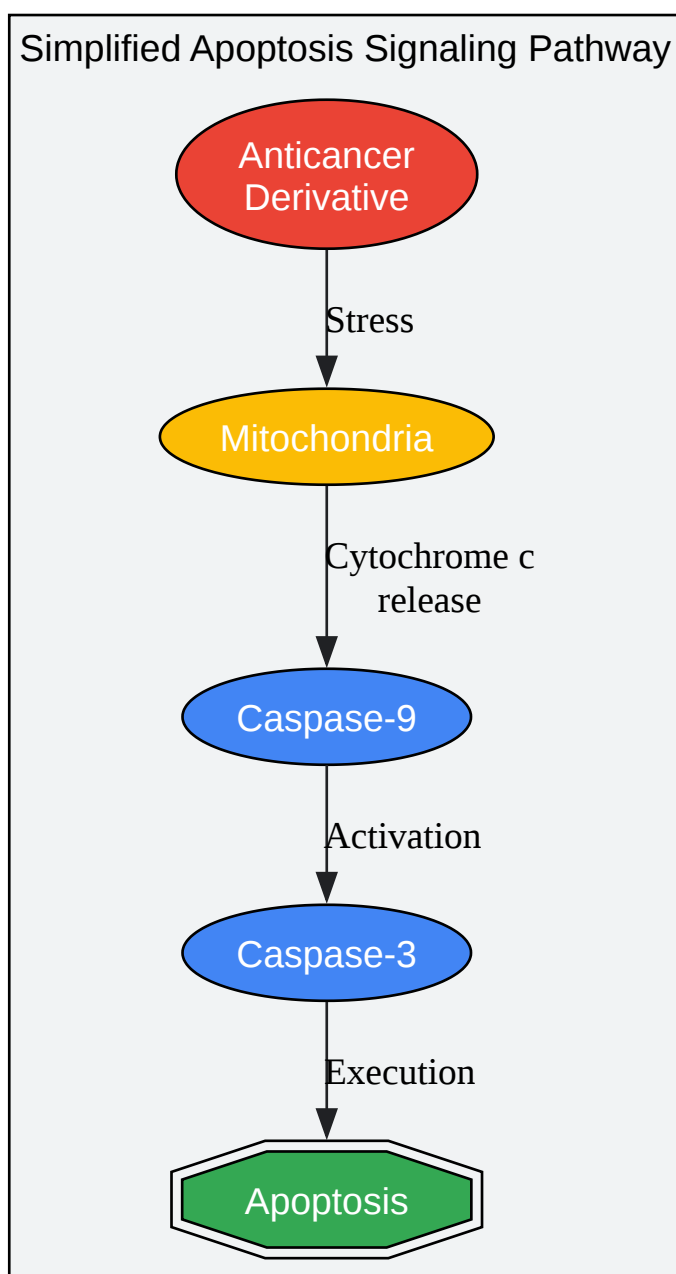 Simplified Apoptosis Signaling Pathway
Anticancer
Derivative
Stress
Mitochondria
Cytochrome c
release
Caspase-9
Activation
Caspase-3
Execution
Apoptosis